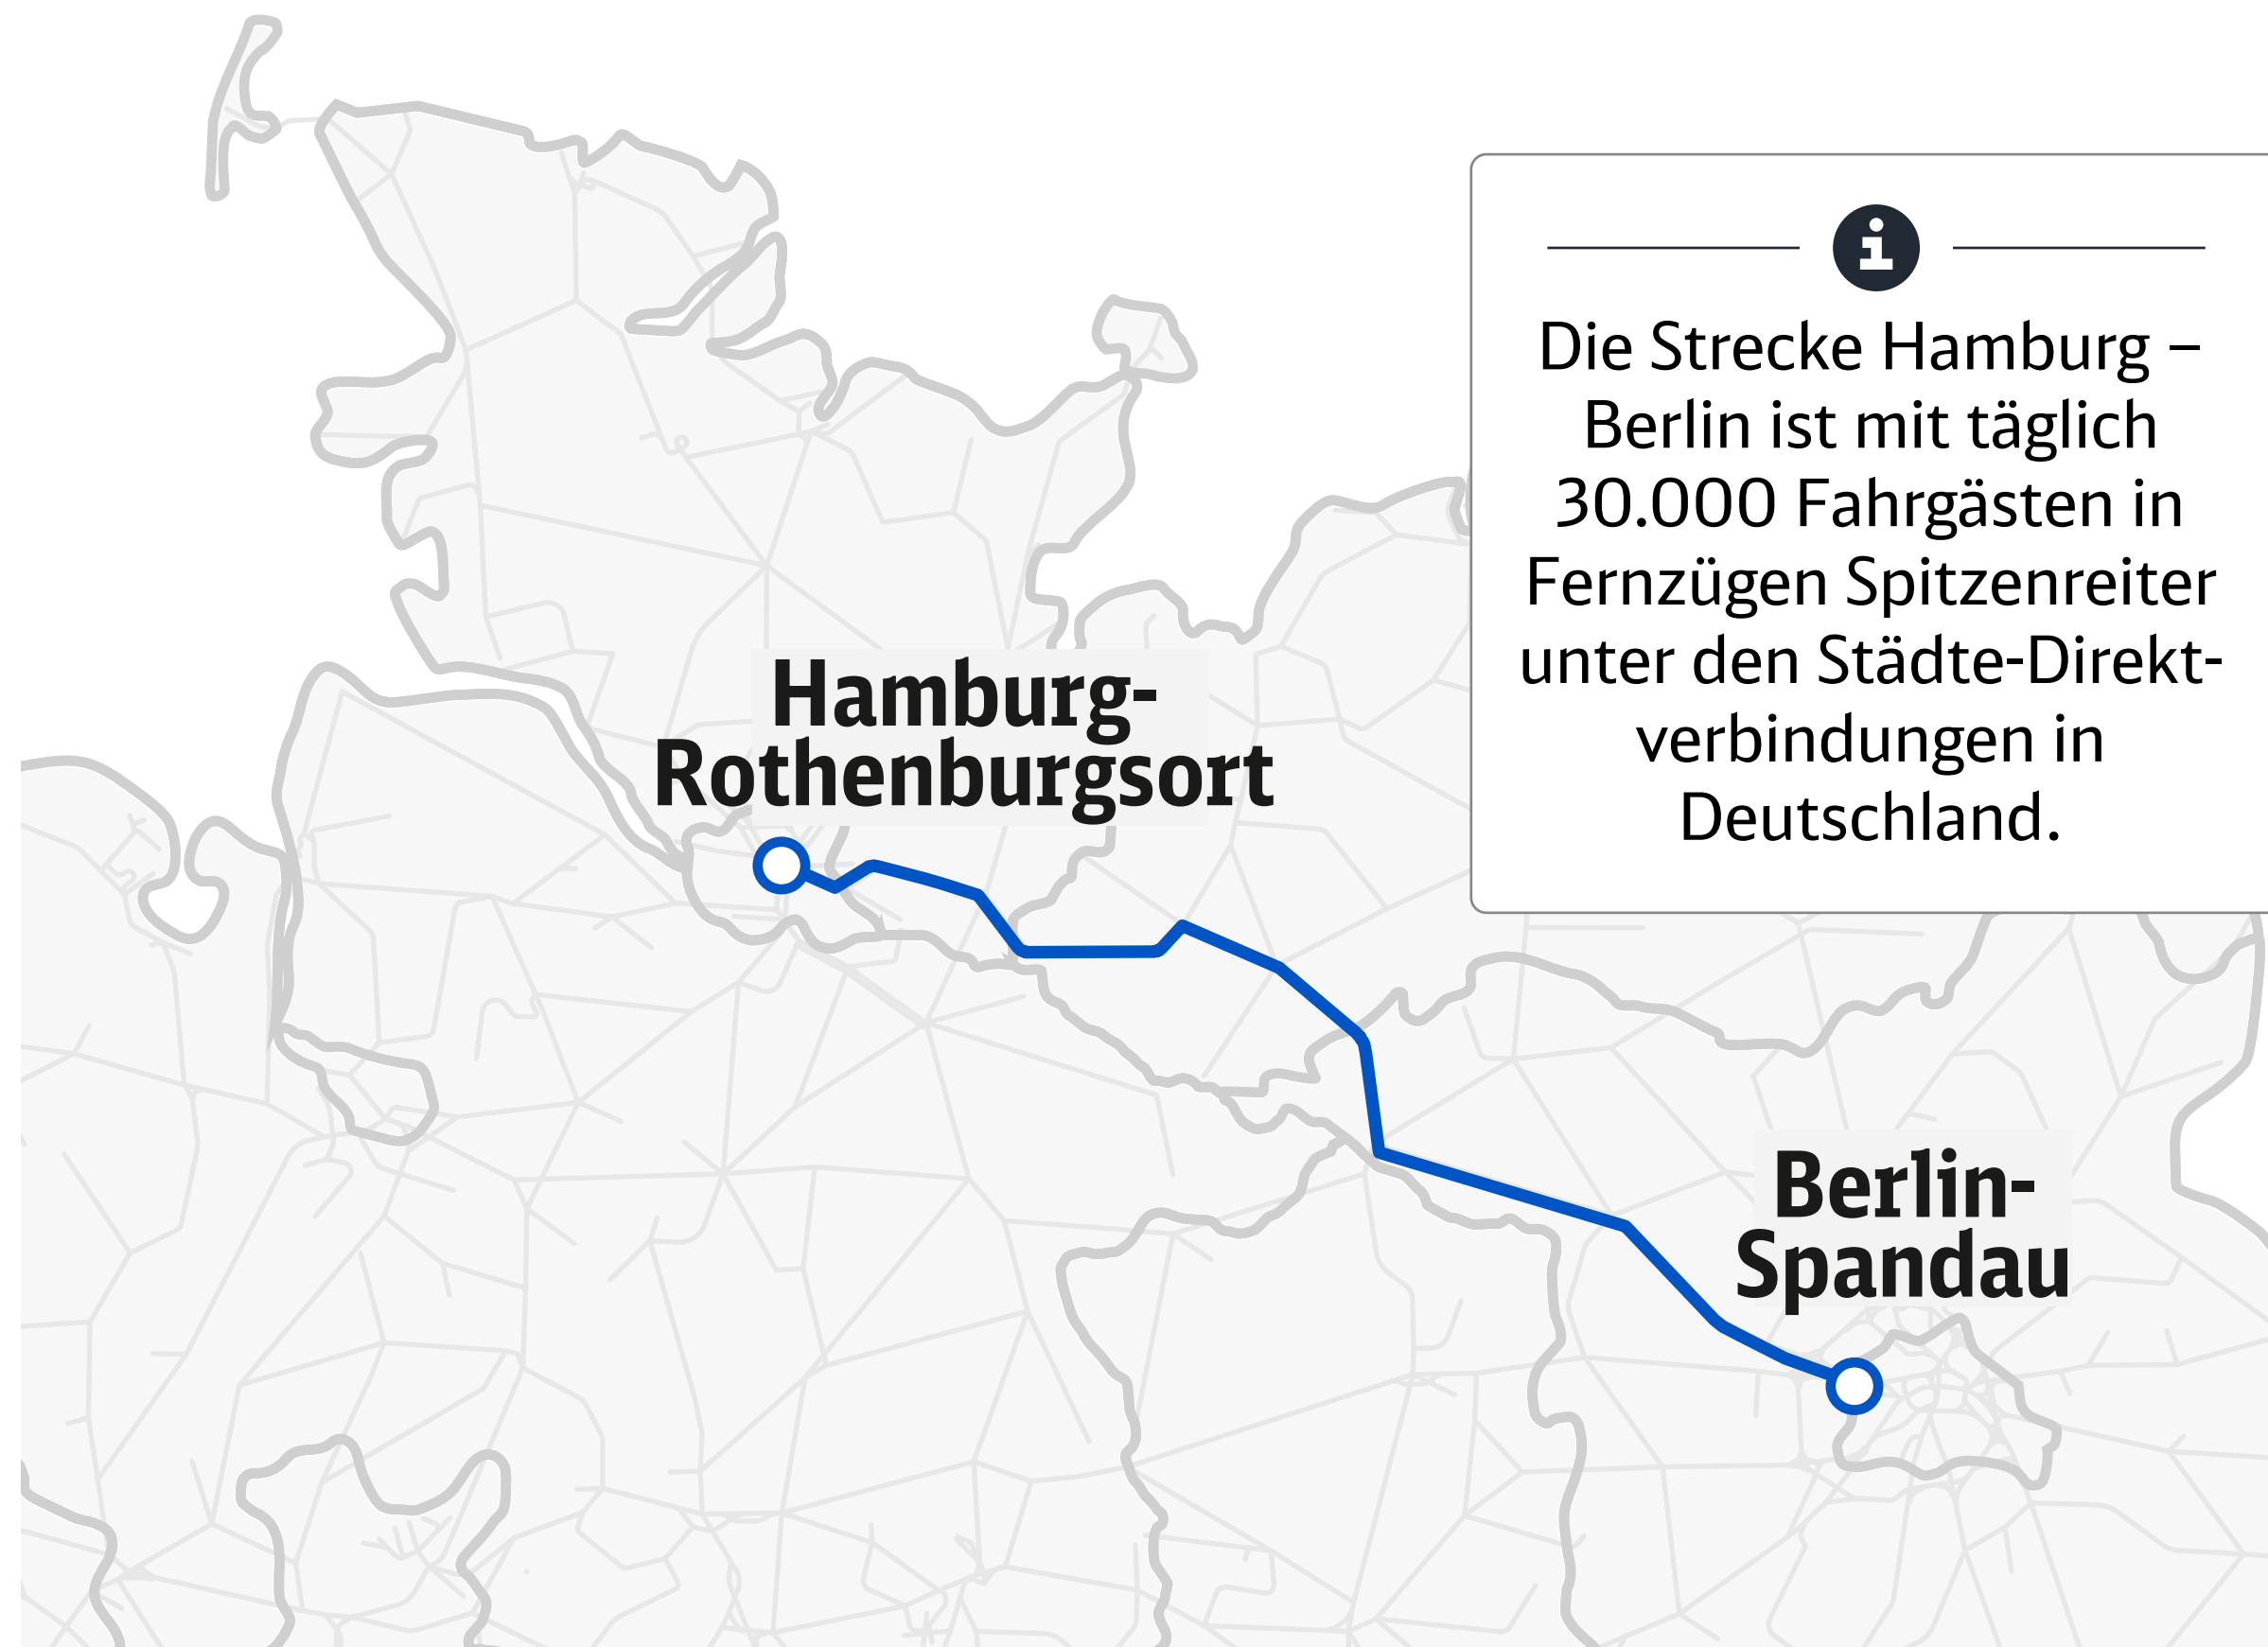 Die Strecke Hamburg –
Berlin ist mit täglich
30.000 Fahrgästen in
Fernzügen Spitzenreiter
unter den Städte-Direkt-
verbindungen in
Deutschland.
Hamburg-
Rothenburgsort
Berlin-
Spandau